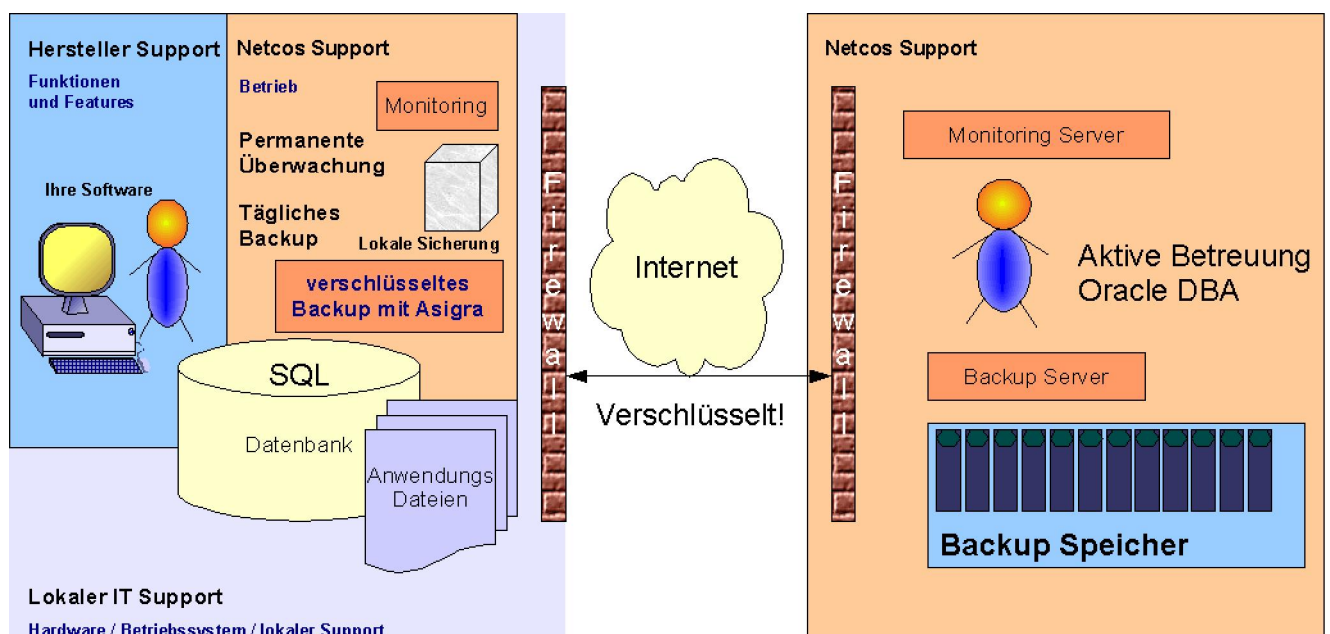 Hersteller Support
Funktionen
und Features
Ihre Software
Netcos Support
Betrieb
Monitoring
Permanente
Überwachung
Tägliches
Backup
Lokale Sicherung
verschlüsseltes
Backup mit Asigra
SQL
Datenbank
Anwendungs
Dateien
Lokaler IT Support
Hardware / Betriebssystem / lokaler Support
Firewall
Internet
Verschlüsselt!
Firewall
Netcos Support
Monitoring Server
Aktive Betreuung
Oracle DBA
Backup Server
Backup Speicher